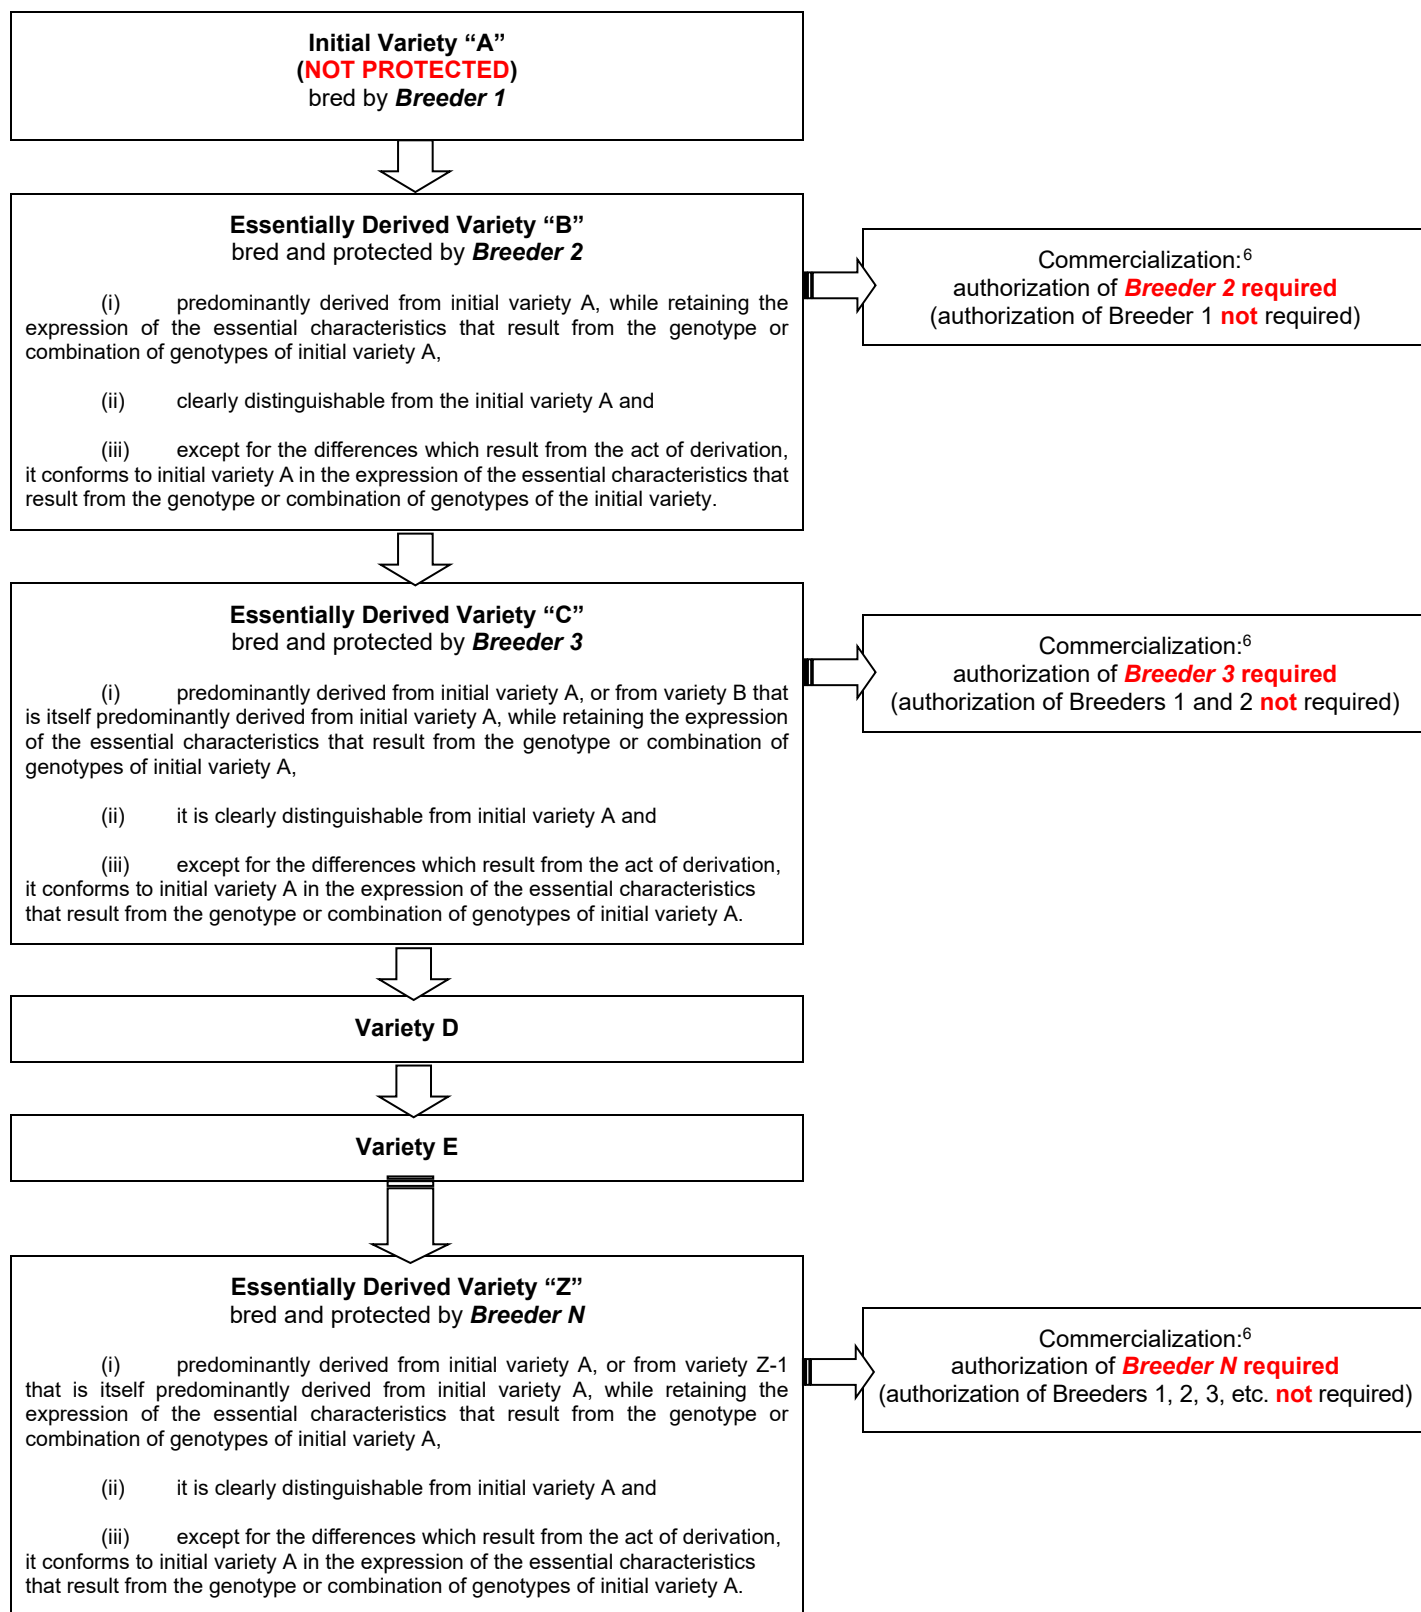 Initial Variety “A”
(NOT PROTECTED)
bred by Breeder 1
Essentially Derived Variety “B”
bred and protected by Breeder 2
(i) predominantly derived from initial variety A, while retaining the
expression of the essential characteristics that result from the genotype or
combination of genotypes of initial variety A,
(ii) clearly distinguishable from the initial variety A and
(iii) except for the differences which result from the act of derivation,
it conforms to initial variety A in the expression of the essential characteristics that
result from the genotype or combination of genotypes of the initial variety.
Commercialization:6
authorization of Breeder 2 required
(authorization of Breeder 1 not required)
Essentially Derived Variety “C”
bred and protected by Breeder 3
(i) predominantly derived from initial variety A, or from variety B that
is itself predominantly derived from initial variety A, while retaining the expression
of the essential characteristics that result from the genotype or combination of
genotypes of initial variety A,
(ii) it is clearly distinguishable from initial variety A and
(iii) except for the differences which result from the act of derivation,
it conforms to initial variety A in the expression of the essential characteristics
that result from the genotype or combination of genotypes of initial variety A.
Commercialization:6
authorization of Breeder 3 required
(authorization of Breeders 1 and 2 not required)
Variety D
Variety E
Essentially Derived Variety “Z”
bred and protected by Breeder N
(i) predominantly derived from initial variety A, or from variety Z-1
that is itself predominantly derived from initial variety A, while retaining the
expression of the essential characteristics that result from the genotype or
combination of genotypes of initial variety A,
(ii) it is clearly distinguishable from initial variety A and
(iii) except for the differences which result from the act of derivation,
it conforms to initial variety A in the expression of the essential characteristics
that result from the genotype or combination of genotypes of initial variety A.
Commercialization:6
authorization of Breeder N required
(authorization of Breeders 1, 2, 3, etc. not required)